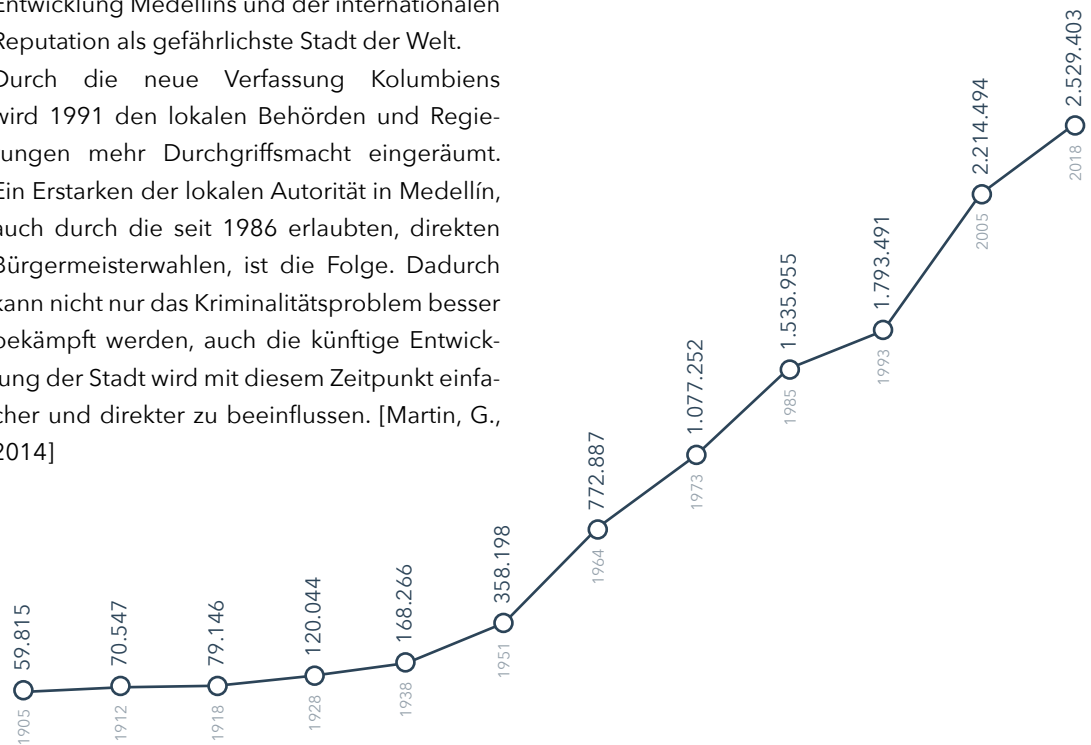 Entwicklung Medellíns und der internationalen
Reputation als gefährlichste Stadt der Welt.
Durch die neue Verfassung Kolumbiens
wird 1991 den lokalen Behörden und Regie-
rungen mehr Durchgriffsmacht eingeräumt.
Ein Erstarken der lokalen Autorität in Medellín,
auch durch die seit 1986 erlaubten, direkten
Bürgermeisterwahlen, ist die Folge. Dadurch
kann nicht nur das Kriminalitätsproblem besser
bekämpft werden, auch die künftige Entwick-
lung der Stadt wird mit diesem Zeitpunkt einfa-
cher und direkter zu beeinflussen. [Martin, G.,
2014]
59.815
1905
70.547
1912
79.146
1918
120.044
1928
168.266
1938
358.198
1951
772.887
1964
1.077.252
1973
1.535.955
1985
1.793.491
1993
2.214.494
2005
2.529.403
2018